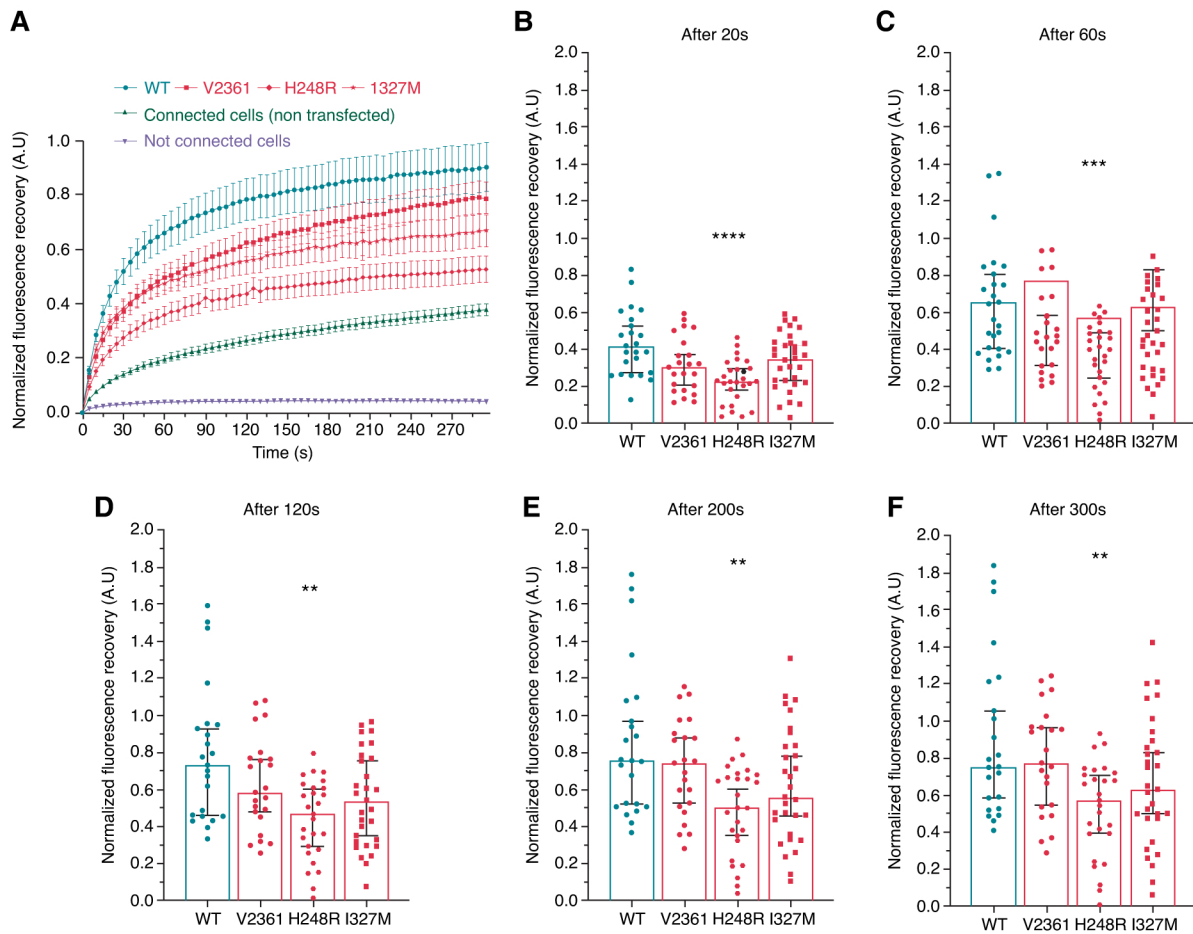 A
WT V2361 H248R 1327M
Connected cells (non transfected)
Not connected cells
Normalized fluorescence recovery (A.U)
1.0
0.8
0.6
0.4
0.2
0.0
0 30 60 90 120 150 180 210 240 270
Time (s)
B
After 20s
Normalized fluorescence recovery (A.U)
2.0
1.8
1.6
1.4
1.2
1.0
0.8
0.6
0.4
0.2
0.0
****
WT V2361 H248R I327M
C
After 60s
Normalized fluorescence recovery (A.U)
2.0
1.8
1.6
1.4
1.2
1.0
0.8
0.6
0.4
0.2
0.0
***
WT V2361 H248R I327M
D
After 120s
Normalized fluorescence recovery (A.U)
2.0
1.8
1.6
1.4
1.2
1.0
0.8
0.6
0.4
0.2
0.0
**
WT V2361 H248R I327M
E
After 200s
Normalized fluorescence recovery (A.U)
2.0
1.8
1.6
1.4
1.2
1.0
0.8
0.6
0.4
0.2
0.0
**
WT V2361 H248R I327M
F
After 300s
Normalized fluorescence recovery (A.U)
2.0
1.8
1.6
1.4
1.2
1.0
0.8
0.6
0.4
0.2
0.0
**
WT V2361 H248R I327M